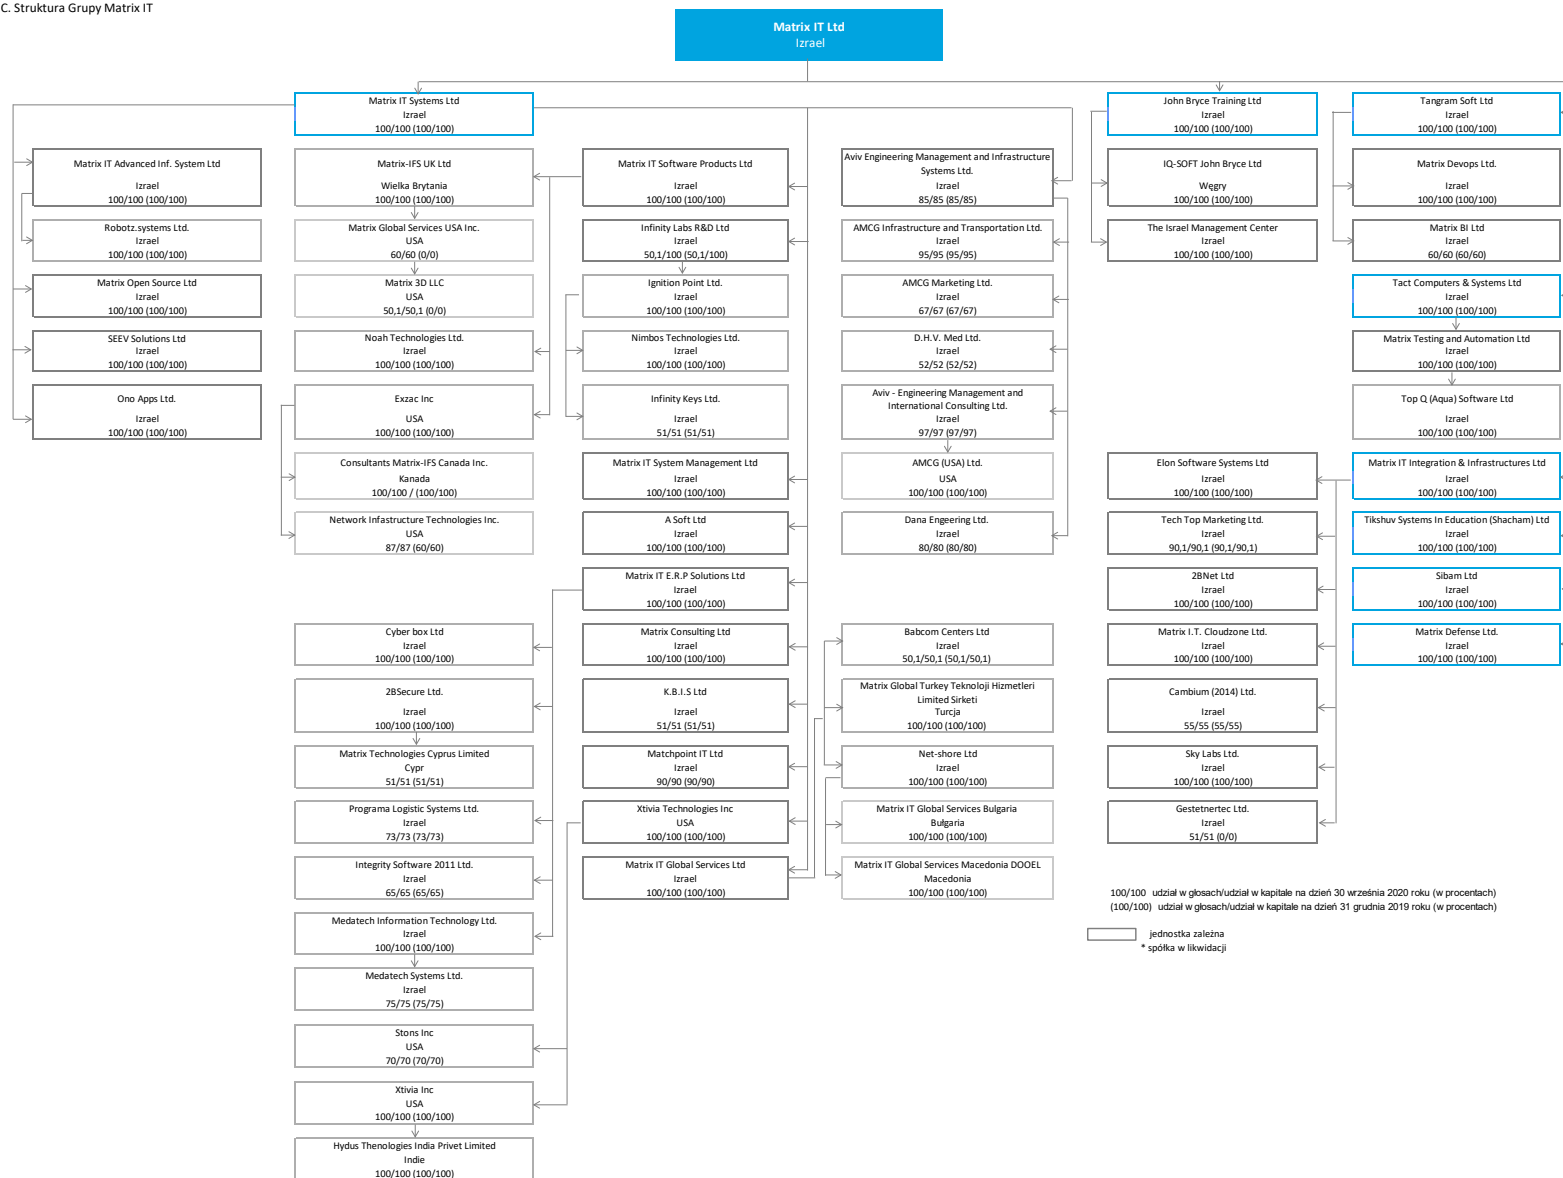 C. Struktura Grupy Matrix IT
Matrix IT Ltd
Izrael
Matrix IT Systems Ltd
Izrael
100/100 (100/100)
John Bryce Training Ltd
Izrael
100/100 (100/100)
Tangram Soft Ltd
Izrael
100/100 (100/100)
Matrix IT Advanced Inf. System Ltd
Izrael
100/100 (100/100)
Matrix-IFS UK Ltd
Wielka Brytania
100/100 (100/100)
Matrix IT Software Products Ltd
Izrael
100/100 (100/100)
Aviv Engineering Management and Infrastructure
Systems Ltd.
Izrael
85/85 (85/85)
IQ-SOFT John Bryce Ltd
Węgry
100/100 (100/100)
Matrix Devops Ltd.
Izrael
100/100 (100/100)
Robotz.systems Ltd.
Izrael
100/100 (100/100)
Matrix Global Services USA Inc.
USA
60/60 (0/0)
Infinity Labs R&D Ltd
Izrael
50,1/100 (50,1/100)
AMCG Infrastructure and Transportation Ltd.
Izrael
95/95 (95/95)
The Israel Management Center
Izrael
100/100 (100/100)
Matrix BI Ltd
Izrael
60/60 (60/60)
Matrix Open Source Ltd
Izrael
100/100 (100/100)
Matrix 3D LLC
USA
50,1/50,1 (0/0)
Ignition Point Ltd.
Izrael
100/100 (100/100)
AMCG Marketing Ltd.
Izrael
67/67 (67/67)
Tact Computers & Systems Ltd
Izrael
100/100 (100/100)
SEEV Solutions Ltd
Izrael
100/100 (100/100)
Noah Technologies Ltd.
Izrael
100/100 (100/100)
Nimbos Technologies Ltd.
Izrael
100/100 (100/100)
D.H.V. Med Ltd.
Izrael
52/52 (52/52)
Matrix Testing and Automation Ltd
Izrael
100/100 (100/100)
Ono Apps Ltd.
Izrael
100/100 (100/100)
Exzac Inc
USA
100/100 (100/100)
Infinity Keys Ltd.
Izrael
51/51 (51/51)
Aviv - Engineering Management and
International Consulting Ltd.
Izrael
97/97 (97/97)
Top Q (Aqua) Software Ltd
Izrael
100/100 (100/100)
Consultants Matrix-IFS Canada Inc.
Kanada
100/100 / (100/100)
Matrix IT System Management Ltd
Izrael
100/100 (100/100)
AMCG (USA) Ltd.
USA
100/100 (100/100)
Elon Software Systems Ltd
Izrael
100/100 (100/100)
Matrix IT Integration & Infrastructures Ltd
Izrael
100/100 (100/100)
Network Infastructure Technologies Inc.
USA
87/87 (60/60)
A Soft Ltd
Izrael
100/100 (100/100)
Dana Engeering Ltd.
Izrael
80/80 (80/80)
Tech Top Marketing Ltd.
Izrael
90,1/90,1 (90,1/90,1)
Tikshuv Systems In Education (Shacham) Ltd
Izrael
100/100 (100/100)
Matrix IT E.R.P Solutions Ltd
Izrael
100/100 (100/100)
2BNet Ltd
Izrael
100/100 (100/100)
Sibam Ltd
Izrael
100/100 (100/100)
Cyber box Ltd
Izrael
100/100 (100/100)
Matrix Consulting Ltd
Izrael
100/100 (100/100)
Babcom Centers Ltd
Izrael
50,1/50,1 (50,1/50,1)
Matrix I.T. Cloudzone Ltd.
Izrael
100/100 (100/100)
Matrix Defense Ltd.
Izrael
100/100 (100/100)
2BSecure Ltd.
Izrael
100/100 (100/100)
K.B.I.S Ltd
Izrael
51/51 (51/51)
Matrix Global Turkey Teknoloji Hizmetleri
Limited Sirketi
Turcja
100/100 (100/100)
Cambium (2014) Ltd.
Izrael
55/55 (55/55)
Matrix Technologies Cyprus Limited
Cypr
51/51 (51/51)
Matchpoint IT Ltd
Izrael
90/90 (90/90)
Net-shore Ltd
Izrael
100/100 (100/100)
Sky Labs Ltd.
Izrael
100/100 (100/100)
Programa Logistic Systems Ltd.
Izrael
73/73 (73/73)
Xtivia Technologies Inc
USA
100/100 (100/100)
Matrix IT Global Services Bulgaria
Bułgaria
100/100 (100/100)
Gestetnertec Ltd.
Izrael
51/51 (0/0)
Integrity Software 2011 Ltd.
Izrael
65/65 (65/65)
Matrix IT Global Services Ltd
Izrael
100/100 (100/100)
Matrix IT Global Services Macedonia DOOEL
Macedonia
100/100 (100/100)
100/100 udział w głosach/udział w kapitale na dzień 30 września 2020 roku (w procentach)
(100/100) udział w głosach/udział w kapitale na dzień 31 grudnia 2019 roku (w procentach)
jednostka zależna
* spółka w likwidacji
Medatech Information Technology Ltd.
Izrael
100/100 (100/100)
Medatech Systems Ltd.
Izrael
75/75 (75/75)
Stons Inc
USA
70/70 (70/70)
Xtivia Inc
USA
100/100 (100/100)
Hydus Thenologies India Privet Limited
Indie
100/100 (100/100)